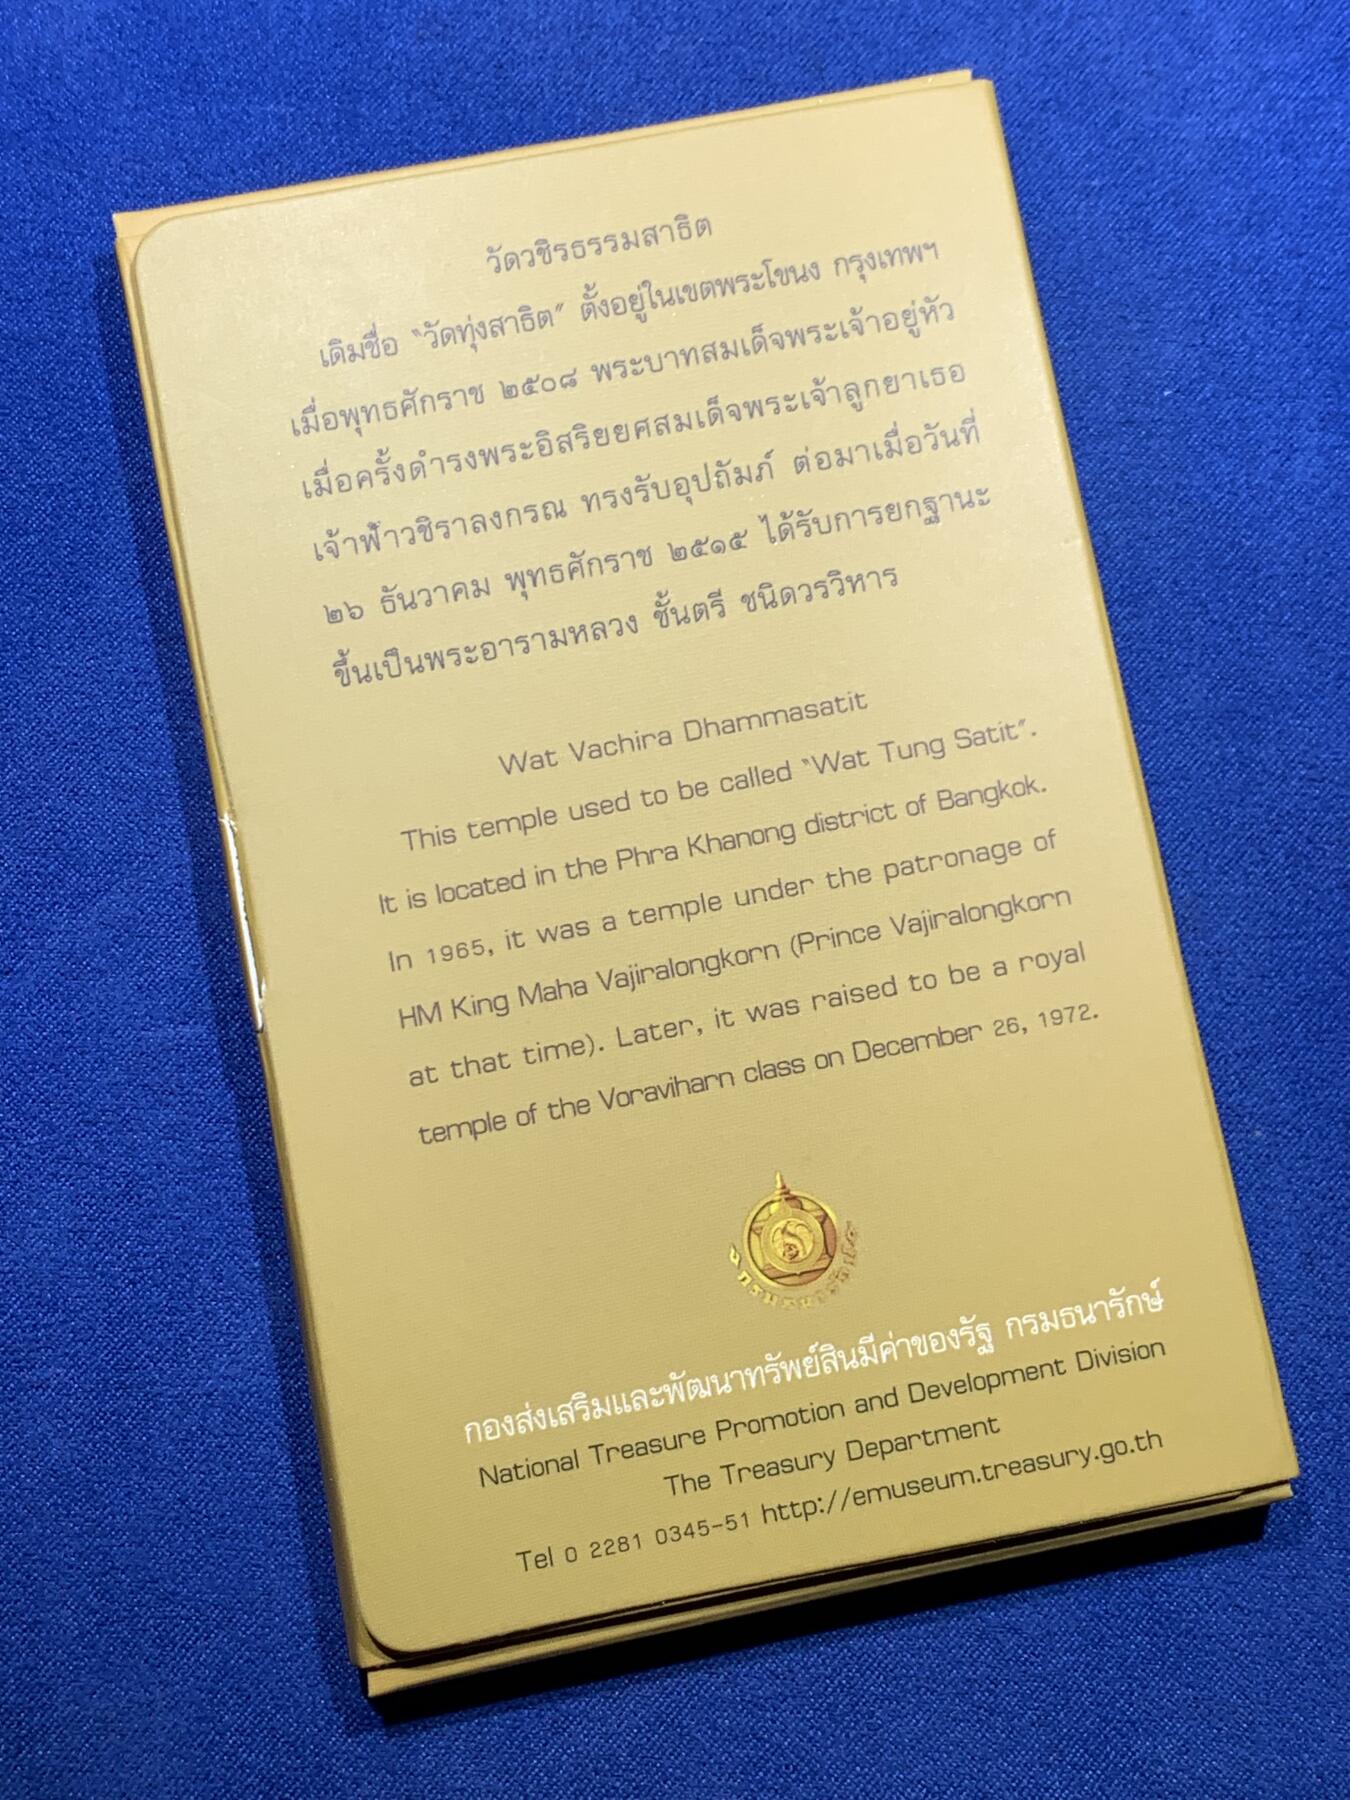 วัดวชิรธรรมสาธิต
เดิมชื่อ “วัดทุ่งสาธิต” ตั้งอยู่ในเขตพระโขนง กรุงเทพฯ
เมื่อพุทธศักราช ๒๕๐๘ พระบาทสมเด็จพระเจ้าอยู่หัว
เมื่อครั้งดำรงพระอิสริยยศสมเด็จพระเจ้าลูกยาเธอ
เจ้าฟ้าวชิราลงกรณ ทรงรับอุปถัมภ์ ต่อมาเมื่อวันที่
๒๖ ธันวาคม พุทธศักราช ๒๕๑๕ ได้รับการยกฐานะ
ขึ้นเป็นพระอารามหลวง ชั้นตรี ชนิดวรวิหาร
Wat Vachira Dhammasatit
This temple used to be called “Wat Tung Satit”.
It is located in the Phra Khanong district of Bangkok.
In 1965, it was a temple under the patronage of
HM King Maha Vajiralongkorn (Prince Vajiralongkorn
at that time). Later, it was raised to be a royal
temple of the Voraviharn class on December 26, 1972.
กรมธนารักษ์
กองส่งเสริมและพัฒนาทรัพย์สินมีค่าของรัฐ กรมธนารักษ์
National Treasure Promotion and Development Division
The Treasury Department
Tel 0 2281 0345-51 http://emuseum.treasury.go.th